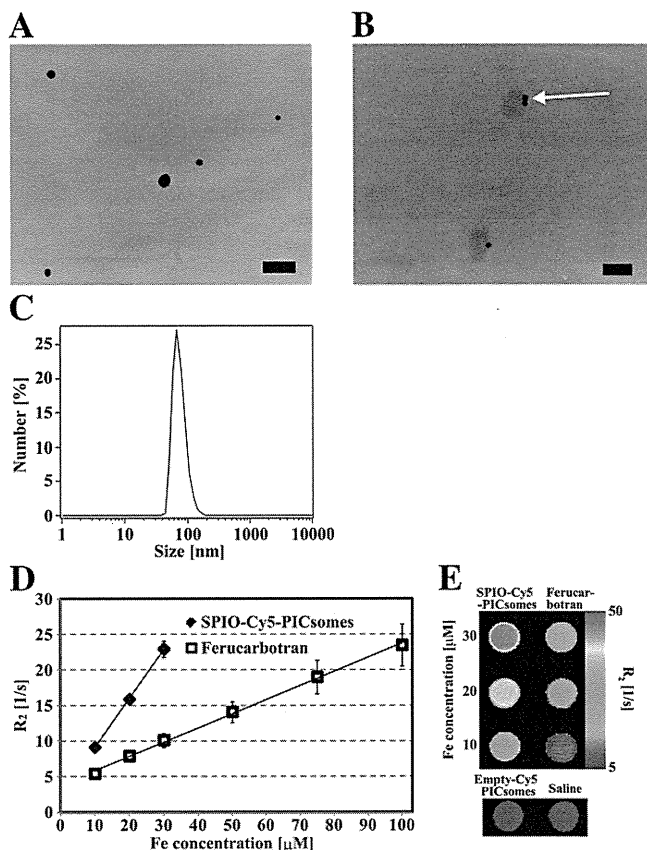 A
B
C
Number [%]
25
20
15
10
5
0
1 10 100 1000 10000
Size [nm]
D
R2 [1/s]
30
25
20
15
10
5
0
◆ SPIO-Cy5-PICsomes
Ferucarbotran
0 10 20 30 40 50 60 70 80 90 100
Fe concentration [μM]
E
SPIO-Cy5 -PICsomes
Ferucar-botran
Fe concentration [μM]
30
20
10
50
R2 [1/s]
5
Empty-Cy5 PICsomes
Saline